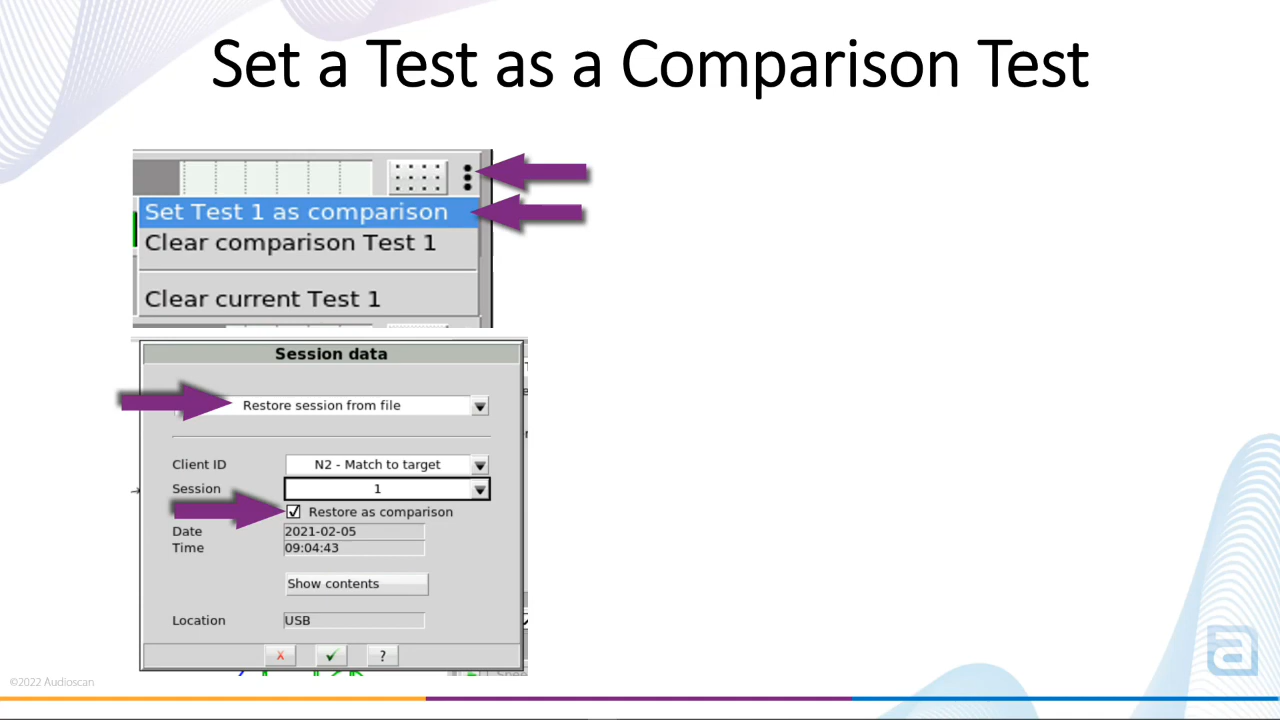 Set a Test as a Comparison Test
Set Test 1 as comparison
Clear comparison Test 1
Clear current Test 1
Session data
Restore session from file
Client ID
N2 - Match to target
Session
1
Restore as comparison
Date
2021-02-05
Time
09:04:43
Show contents
Location
USB
X
?
©2022 Audioscan
a